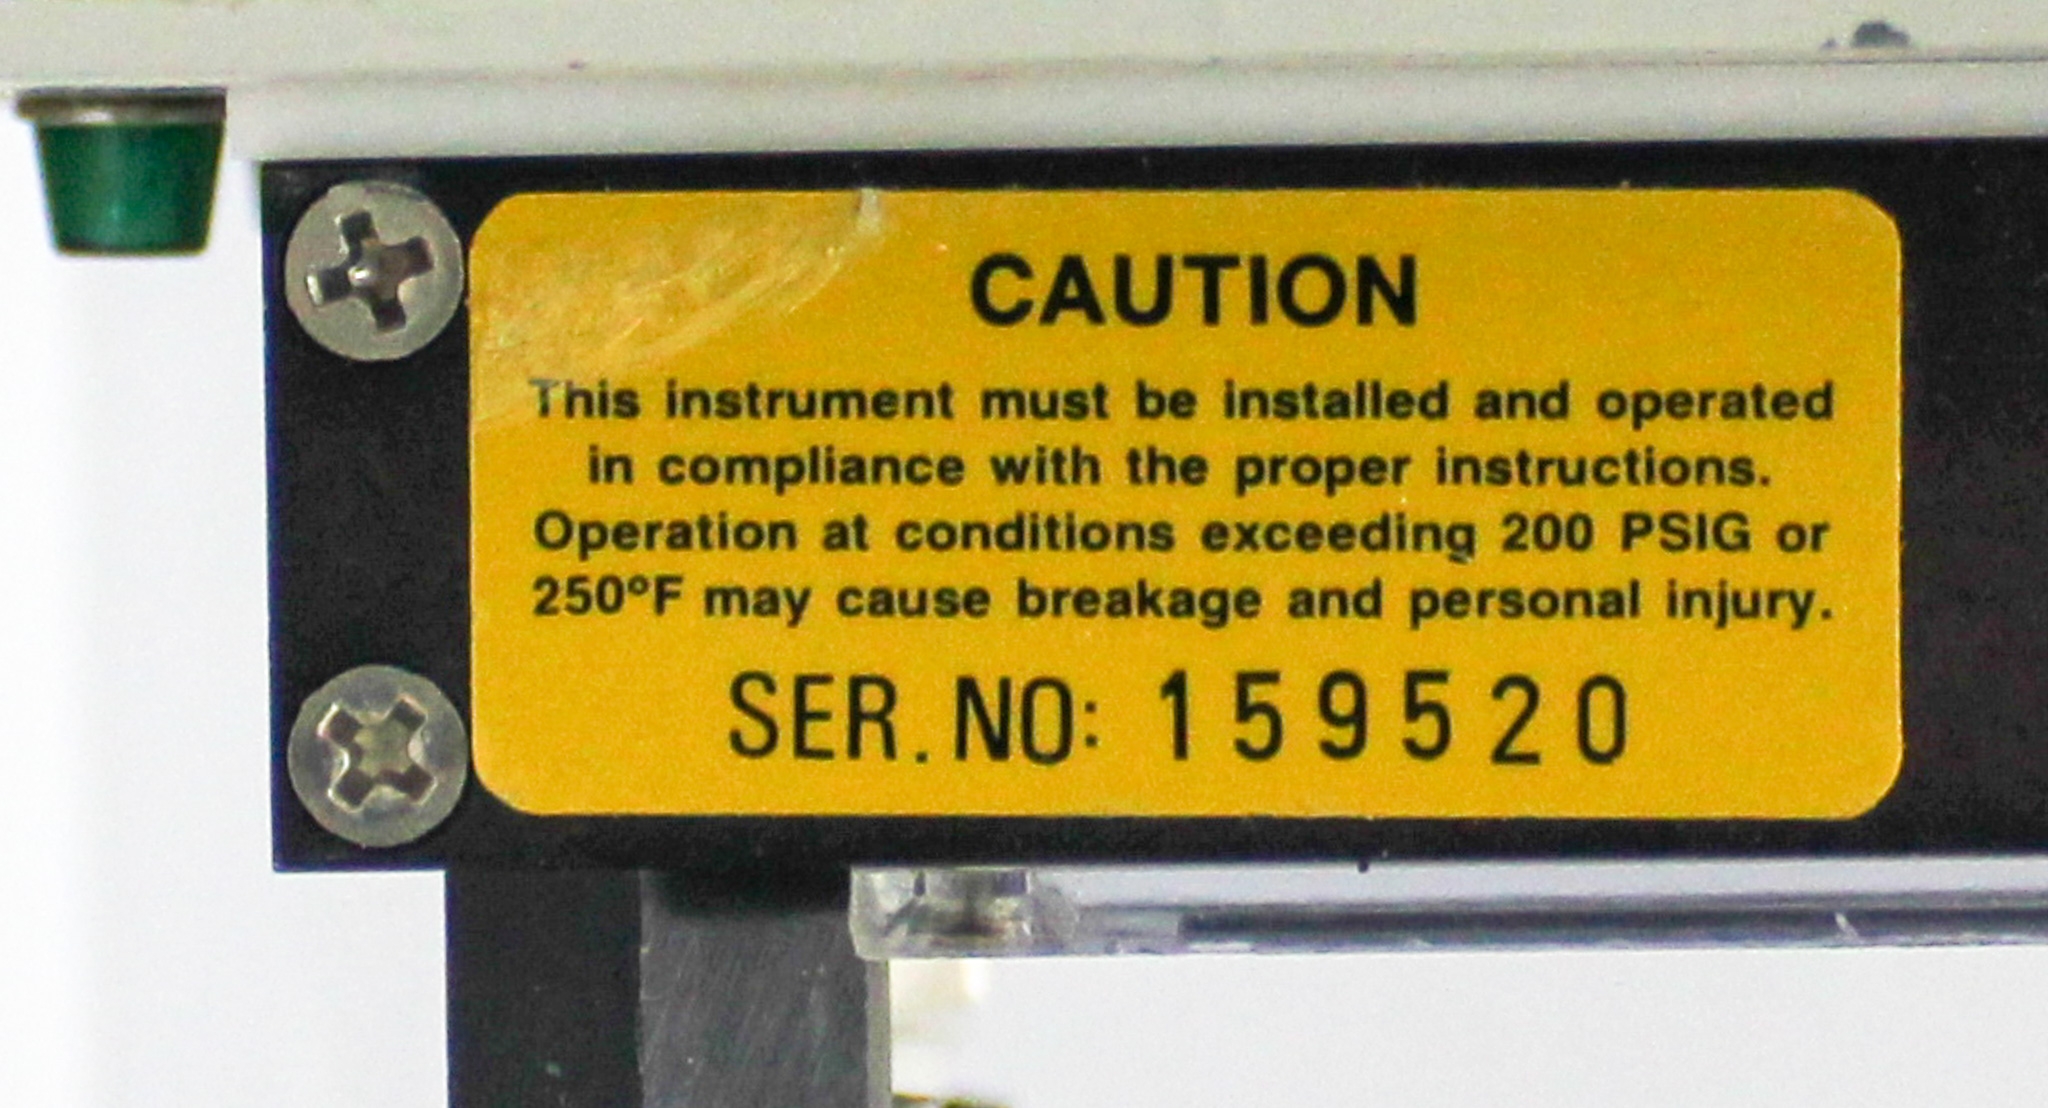 CAUTION
This instrument must be installed and operated
in compliance with the proper instructions.
Operation at conditions exceeding 200 PSIG or
250°F may cause breakage and personal injury.
SER. NO: 159520